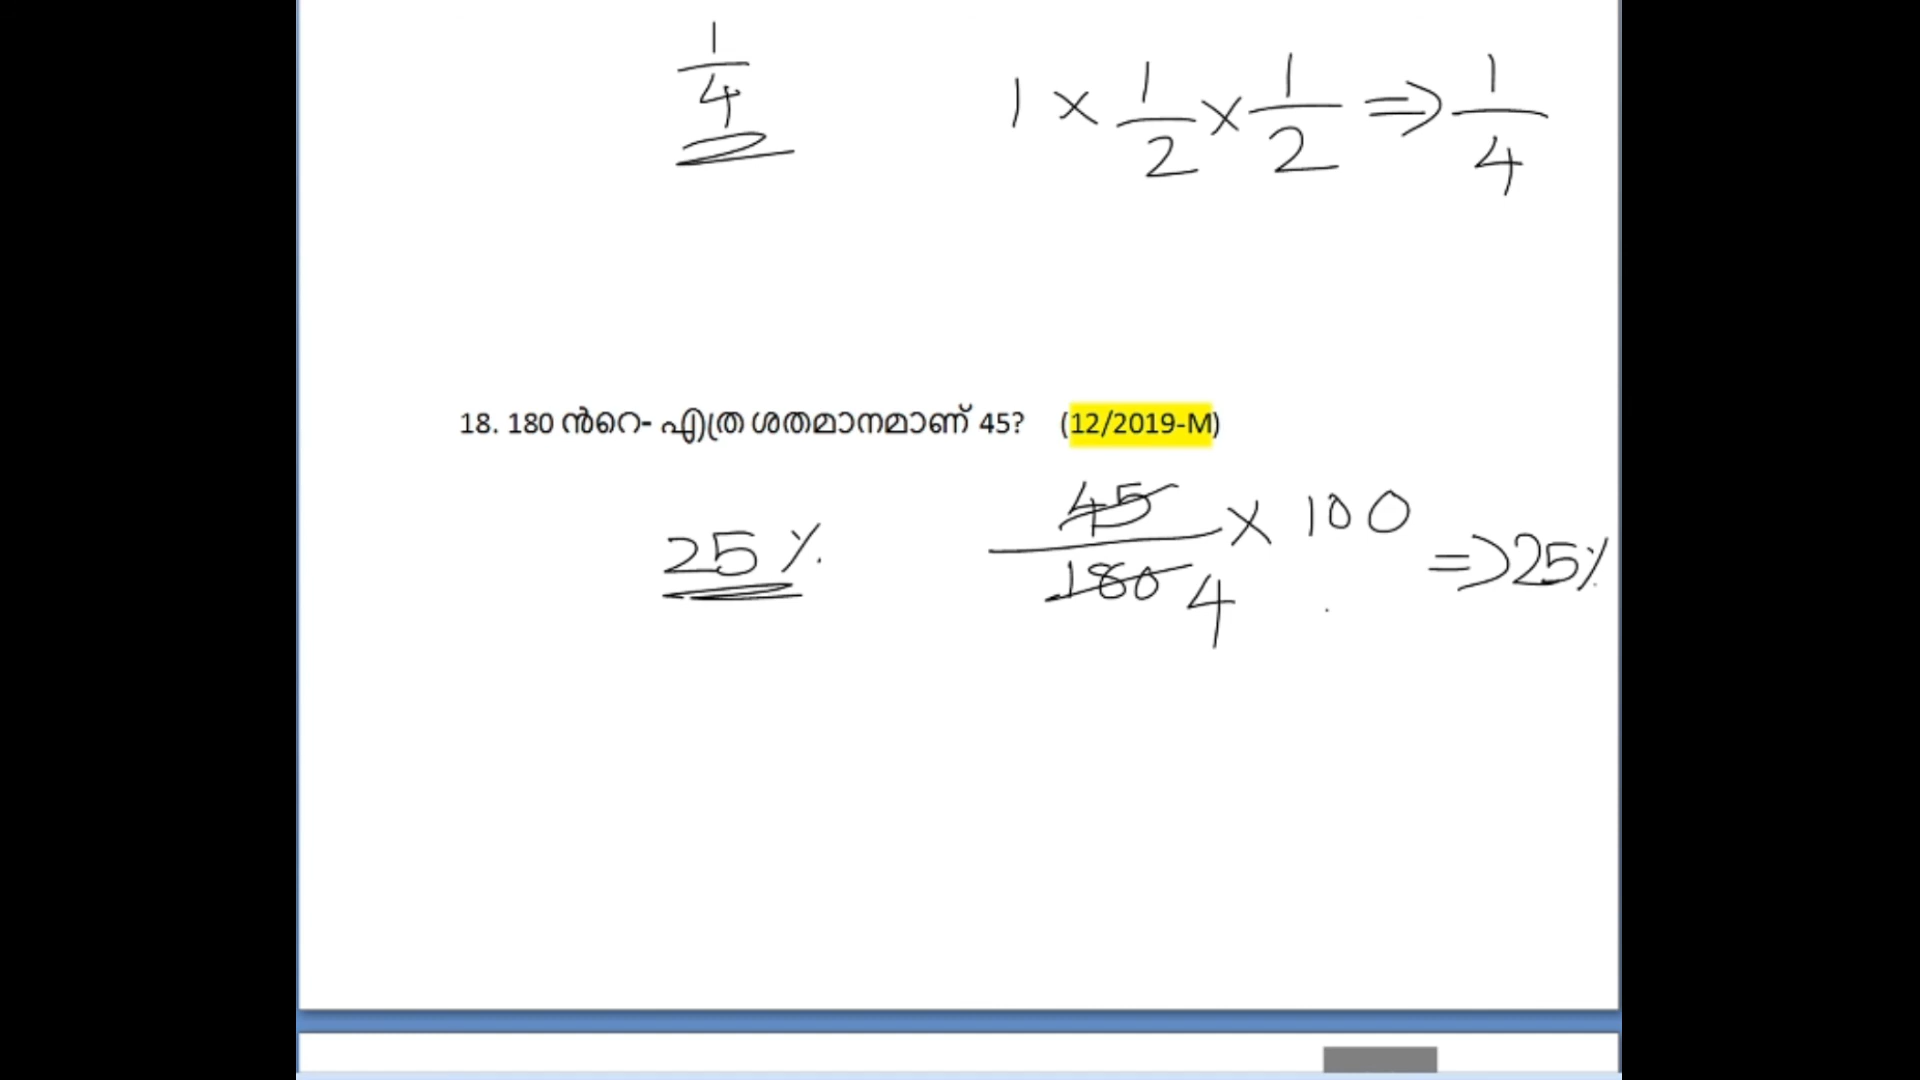 1/4
1 × 1/2 × 1/2 ⇒ 1/4
18. 180 ൻറെ- എത്ര ശതമാനമാണ് 45? (12/2019-M)
25 %
45/180 4 × 100 ⇒ 25%